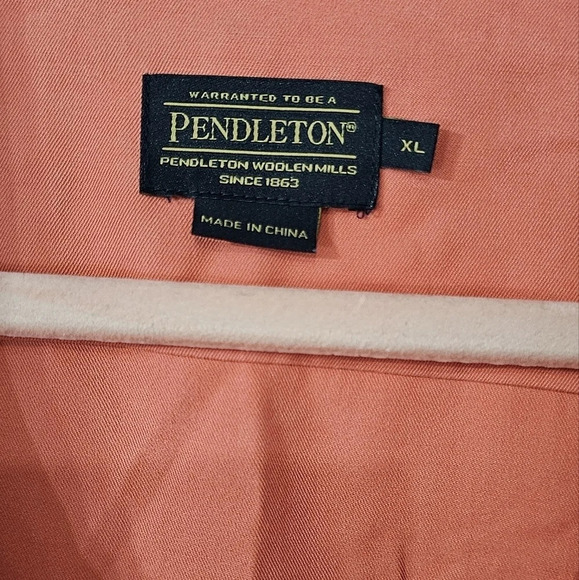 WARRANTED TO BE A
PENDLETON®
PENDLETON WOOLEN MILLS
SINCE 1863
XL
MADE IN CHINA